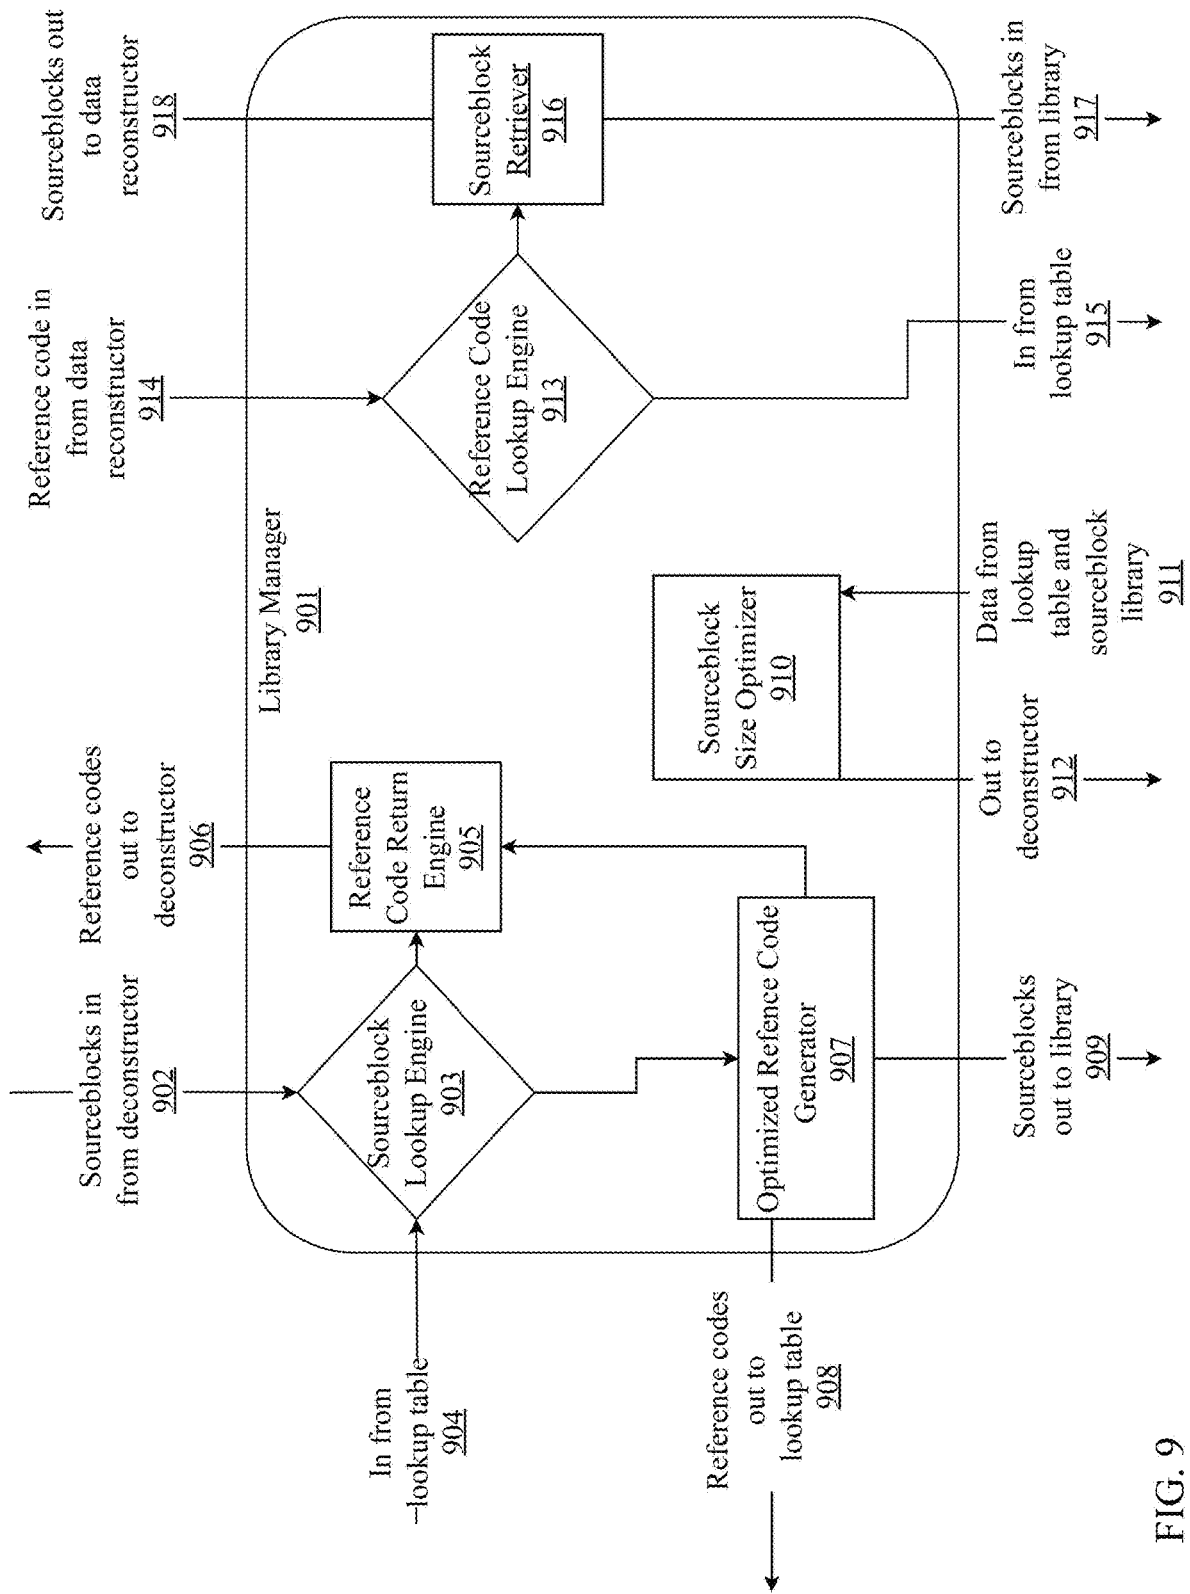 Sourceblocks in
from deconstructor
902
Reference codes
out to
deconstructor
906
Reference code in
from data
reconstructor
914
Sourceblocks out
to data
reconstructor
918
Library Manager
901
In from
lookup table
904
Sourceblock
Lookup Engine
903
Reference
Code Return
Engine
905
Reference Code
Lookup Engine
913
Sourceblock
Retriever
916
Reference codes
out to
lookup table
908
Optimized Refence Code
Generator
907
Sourceblock
Size Optimizer
910
Sourceblocks
out to library
909
Out to
deconstructor
912
Data from
lookup
table and
sourceblock
library
911
In from
lookup table
915
Sourceblocks in
from library
917
FIG. 9